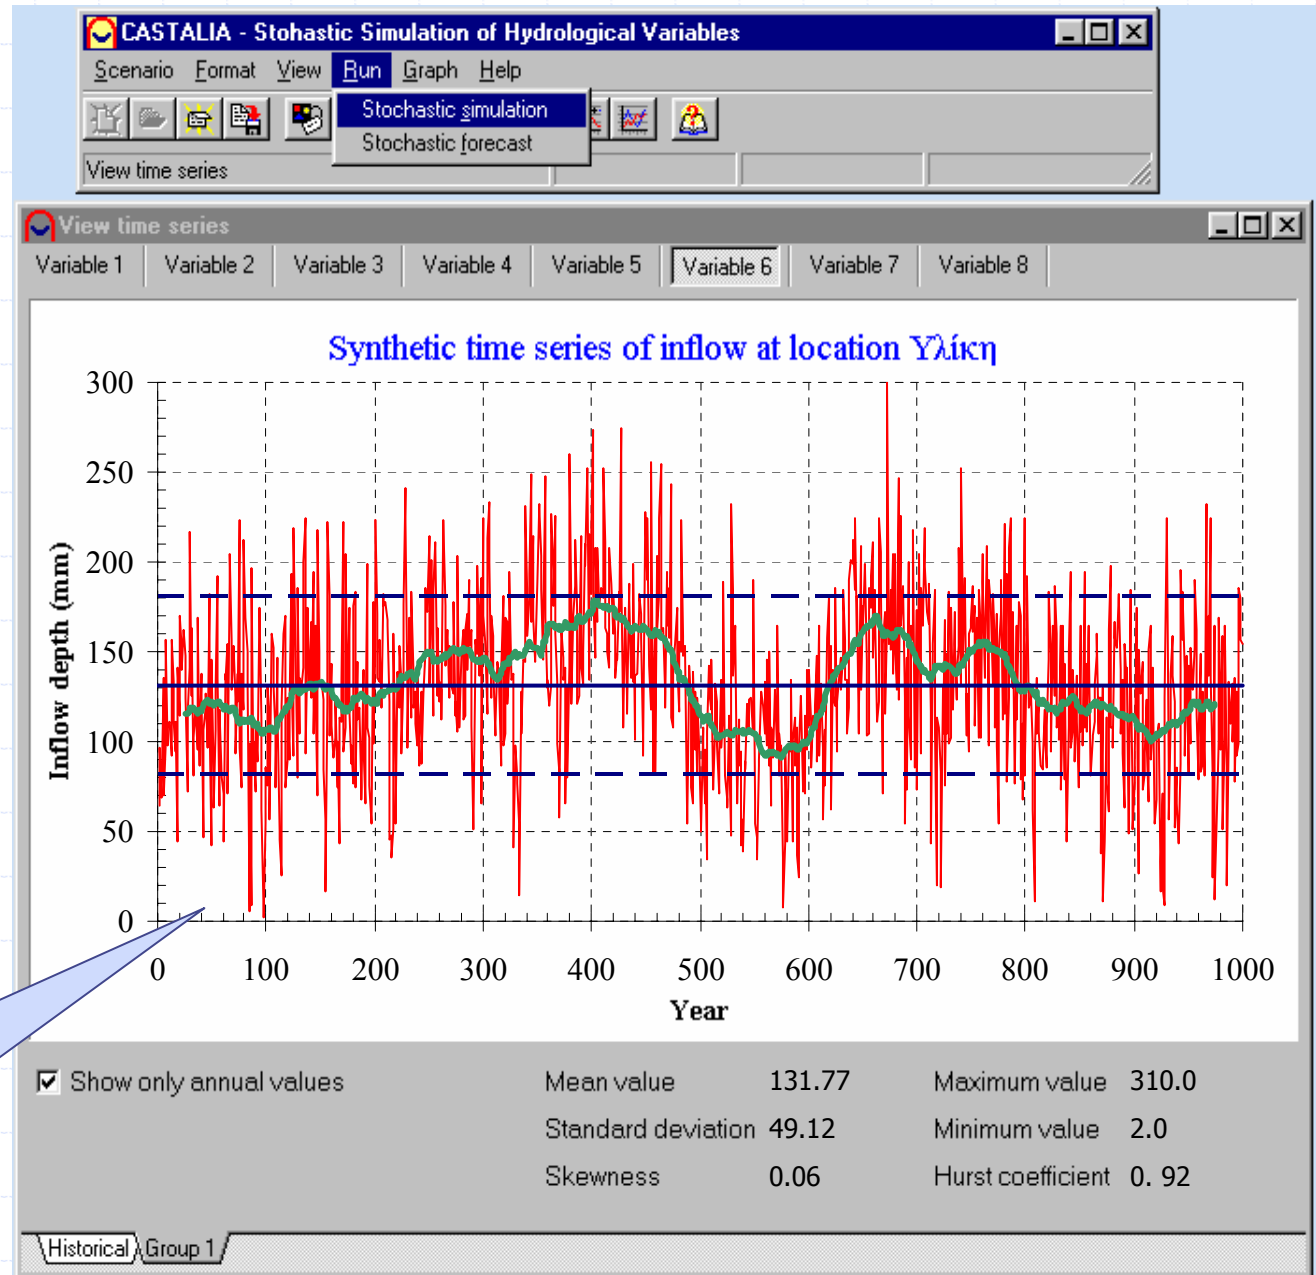 CASTALIA - Stohastic Simulation of Hydrological Variables
Scenario Format View Run Graph Help
Stochastic simulation
Stochastic forecast
View time series
View time series
Variable 1 Variable 2 Variable 3 Variable 4 Variable 5 Variable 6 Variable 7 Variable 8
Synthetic time series of inflow at location Υλίκη
300
250
200
150
100
50
0
Inflow depth (mm)
0 100 200 300 400 500 600 700 800 900 1000
Year
Show only annual values
Mean value 131.77 Maximum value 310.0
Standard deviation 49.12 Minimum value 2.0
Skewness 0.06 Hurst coefficient 0. 92
Historical Group 1